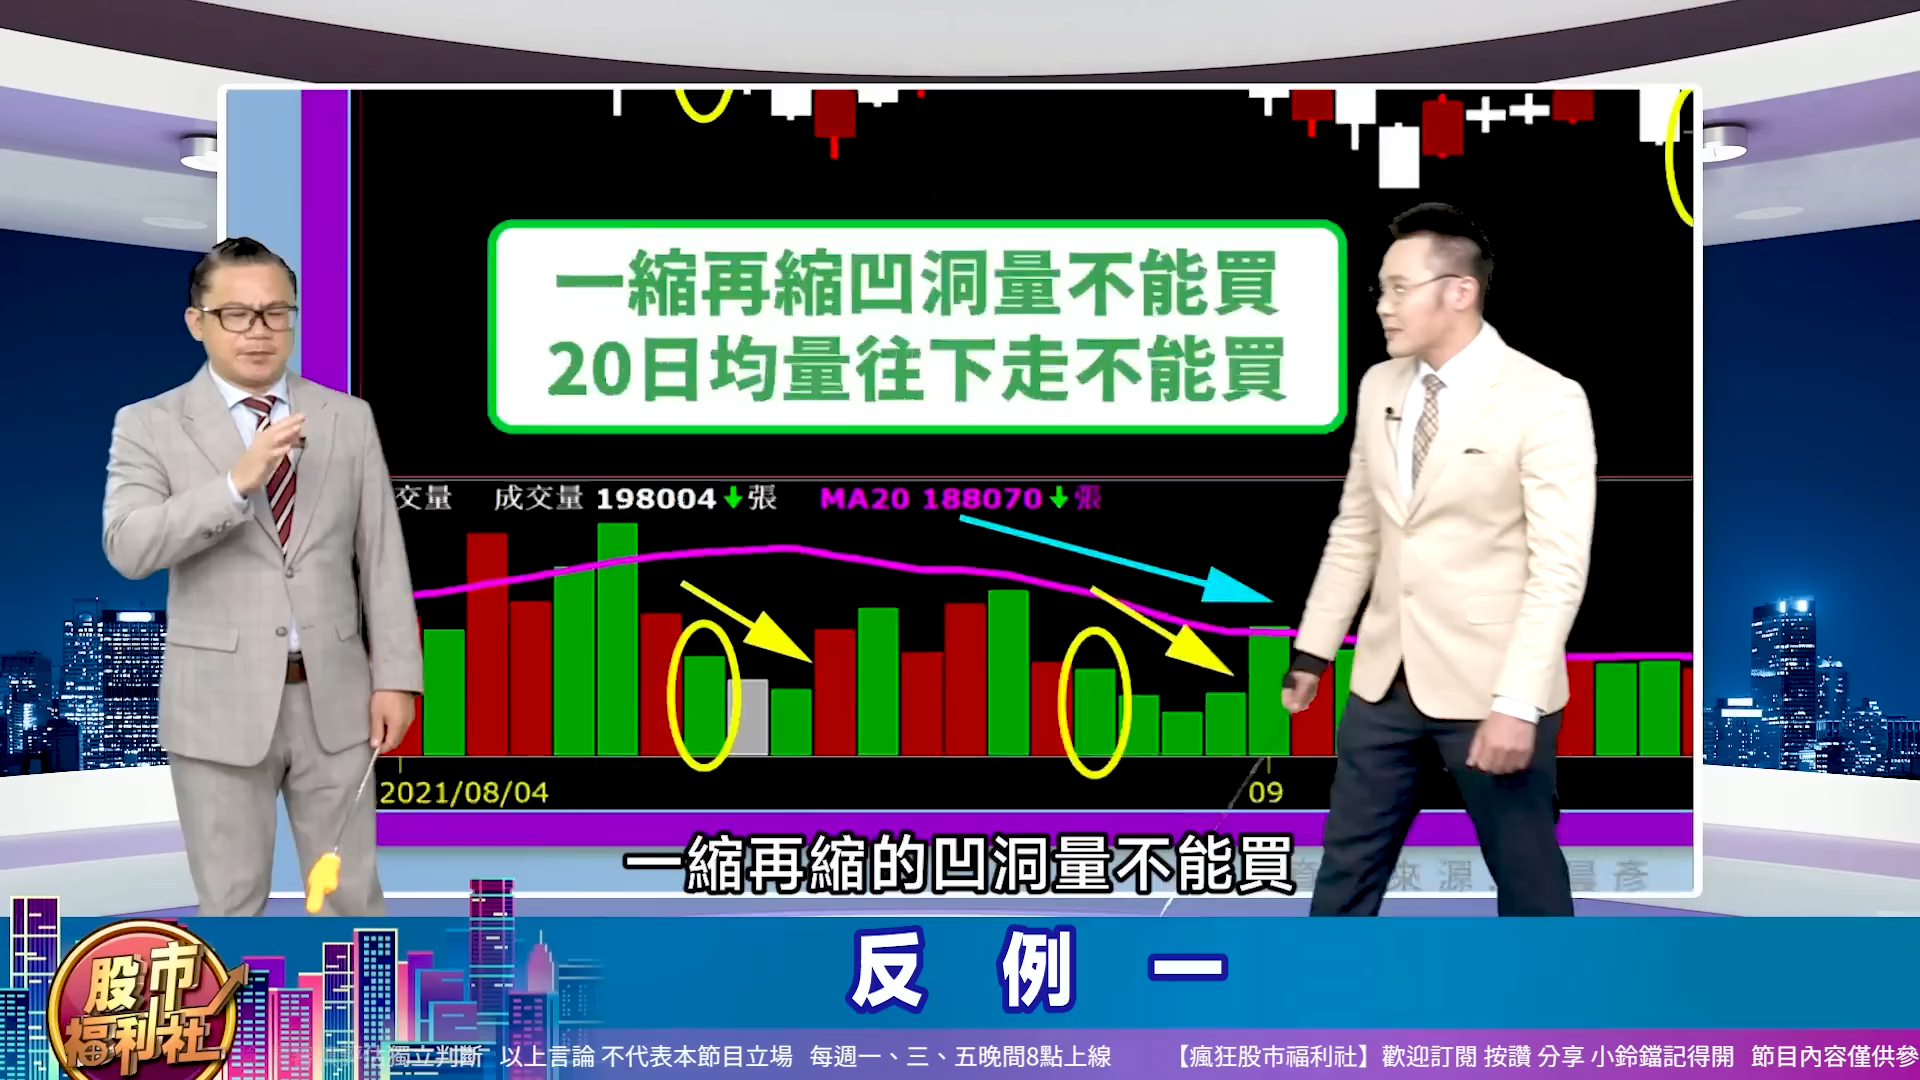 一縮再縮凹洞量不能買
20日均量往下走不能買
交量 成交量 198004↓張 MA20 188070↓張
2021/08/04 09
一縮再縮的凹洞量不能買
來源
彥
反例一
股市
福利社
獨立判斷 以上言論 不代表本節目立場 每週一、三、五晚間8點上線 【瘋狂股市福利社】歡迎訂閱 按讚 分享 小鈴鐺記得開 節目內容僅供參